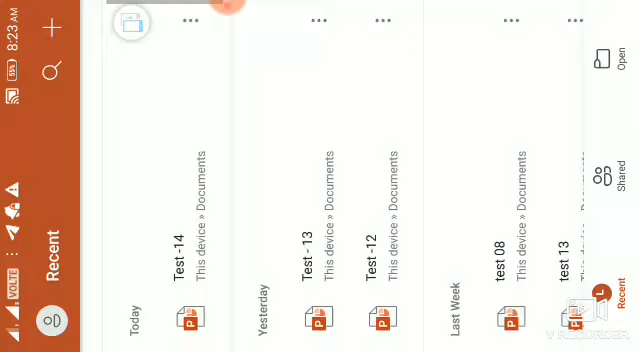 VOLTE
55%
8:23 AM
Recent
Today
Test -14
This device » Documents
Yesterday
Test - 13
This device » Documents
Test -12
This device » Documents
Last Week
test 08
This device » Documents
test 13
Recent
Shared
Open